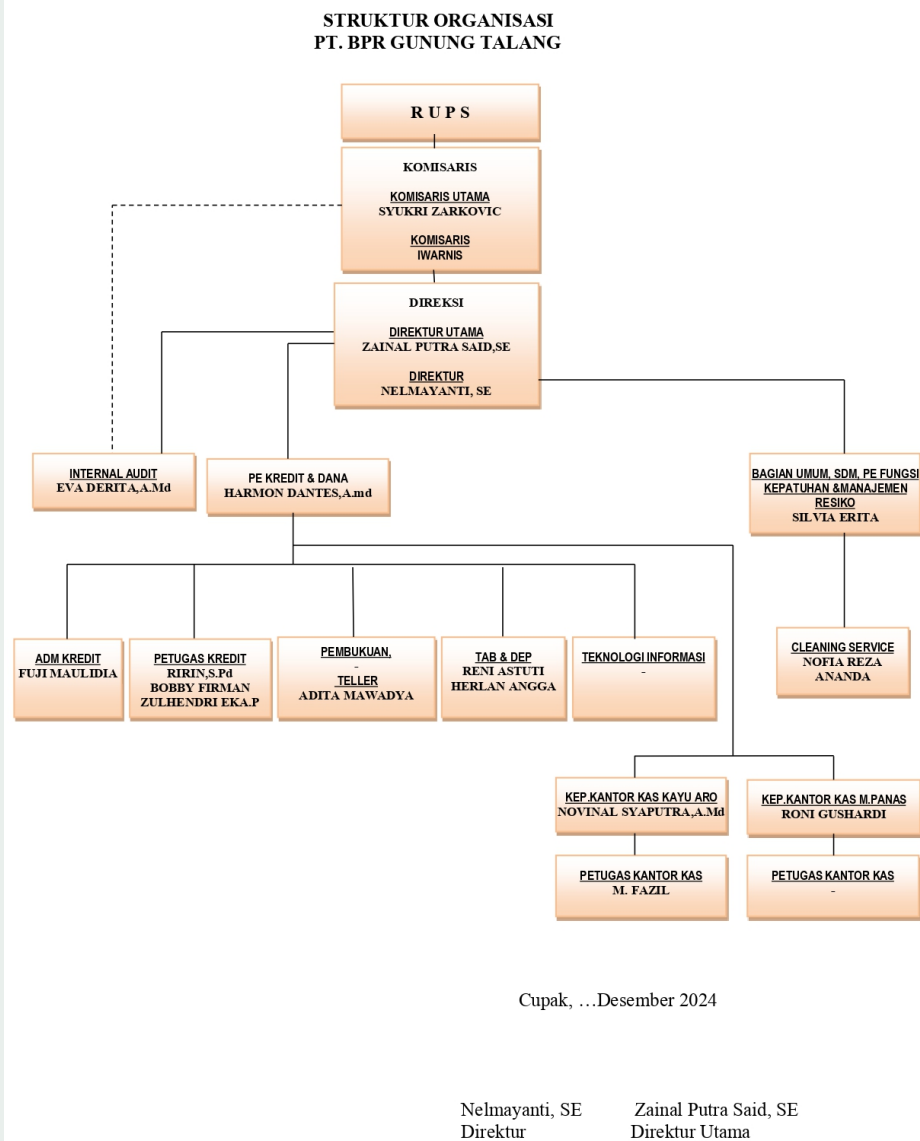 STRUKTUR ORGANISASI
PT. BPR GUNUNG TALANG
R U P S
KOMISARIS
KOMISARIS UTAMA
SYUKRI ZARKOVIC
KOMISARIS
IWARNIS
DIREKSI
DIREKTUR UTAMA
ZAINAL PUTRA SAID,SE
DIREKTUR
NELMAYANTI, SE
INTERNAL AUDIT
EVA DERITA,A.Md
PE KREDIT & DANA
HARMON DANTES,A.md
BAGIAN UMUM, SDM, PE FUNGSI
KEPATUHAN &MANAJEMEN
RESIKO
SILVIA ERITA
ADM KREDIT
FUJI MAULIDIA
PETUGAS KREDIT
RIRIN,S.Pd
BOBBY FIRMAN
ZULHENDRI EKA.P
PEMBUKUAN,
-
TELLER
ADITA MAWADYA
TAB & DEP
RENI ASTUTI
HERLAN ANGGA
TEKNOLOGI INFORMASI
-
CLEANING SERVICE
NOFIA REZA
ANANDA
KEP.KANTOR KAS KAYU ARO
NOVINAL SYAPUTRA,A.Md
KEP.KANTOR KAS M.PANAS
RONI GUSHARDI
PETUGAS KANTOR KAS
M. FAZIL
PETUGAS KANTOR KAS
-
Cupak, …Desember 2024
Nelmayanti, SE Zainal Putra Said, SE
Direktur Direktur Utama